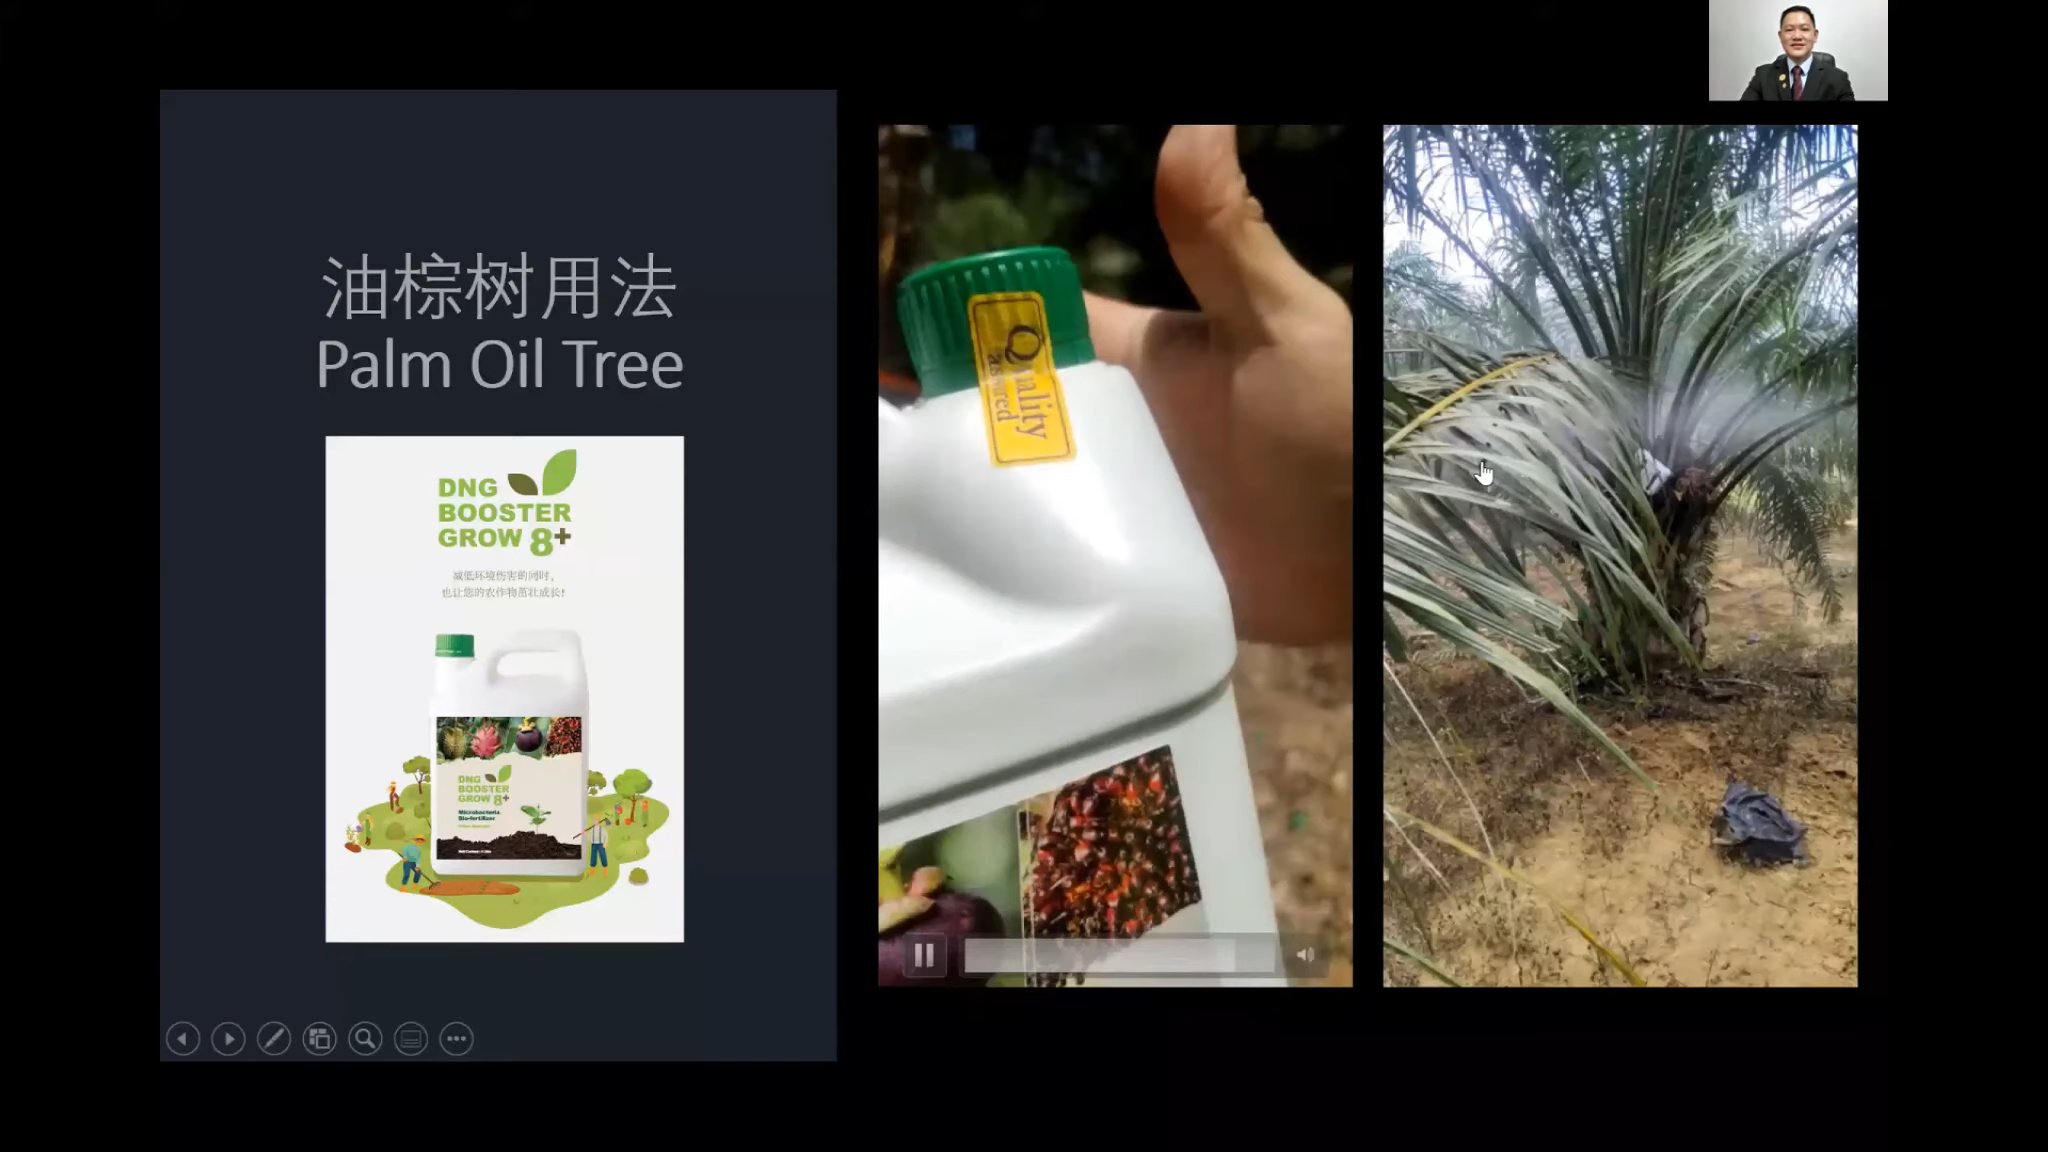 油棕树用法
Palm Oil Tree
DNG
BOOSTER
GROW 8+
减低环境伤害的同时,
也让您的农作物茁壮成长!
DNG
BOOSTER
GROW 8+
Microbacteria
Bio-fertilizer
Quality
assured